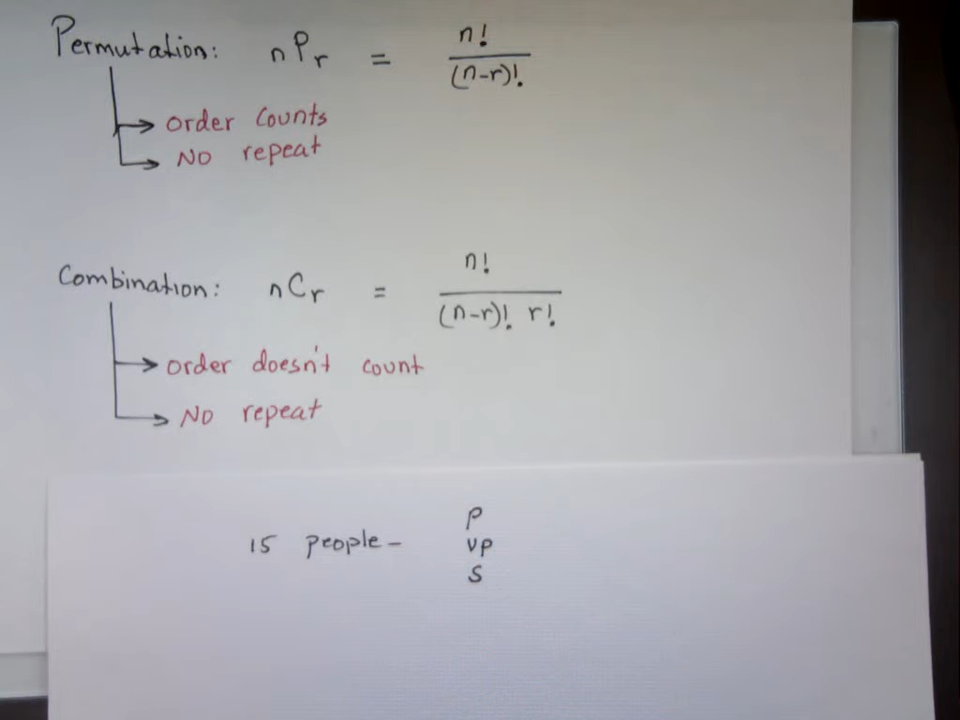 Permutation: nPr = n! / (n-r)!
order counts
No repeat
Combination: nCr = n! / (n-r)! r!
order doesn't count
No repeat
P
15 people - VP
S